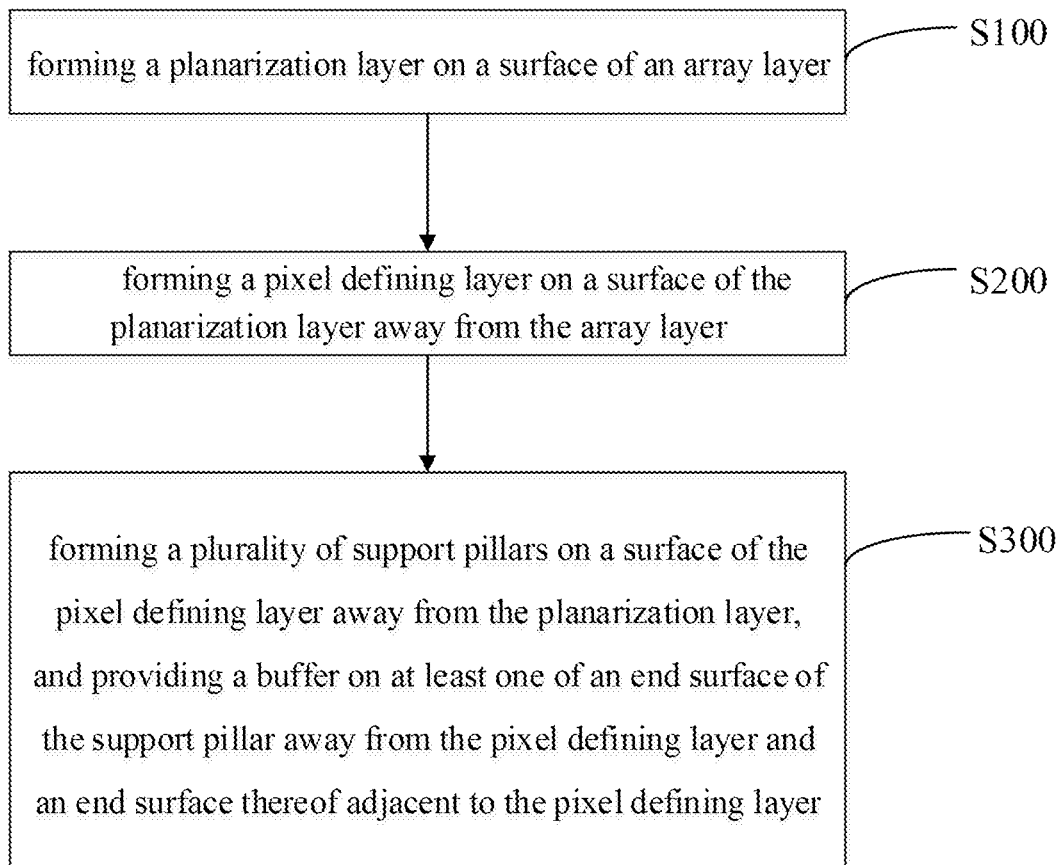 forming a planarization layer on a surface of an array layer
S100
forming a pixel defining layer on a surface of the
planarization layer away from the array layer
S200
forming a plurality of support pillars on a surface of the
pixel defining layer away from the planarization layer,
and providing a buffer on at least one of an end surface of
the support pillar away from the pixel defining layer and
an end surface thereof adjacent to the pixel defining layer
S300